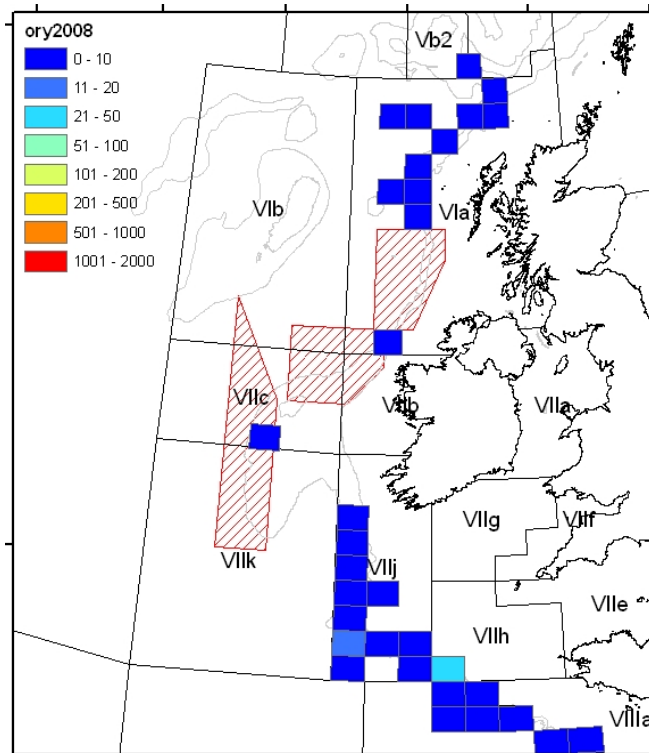 ory2008
0 - 10
11 - 20
21 - 50
51 - 100
101 - 200
201 - 500
501 - 1000
1001 - 2000
Vb2
VIb
VIa
VIIc
VIIb
VIIa
VIIg
VIIf
VIIk
VIIj
VIIe
VIIh
VIIIa